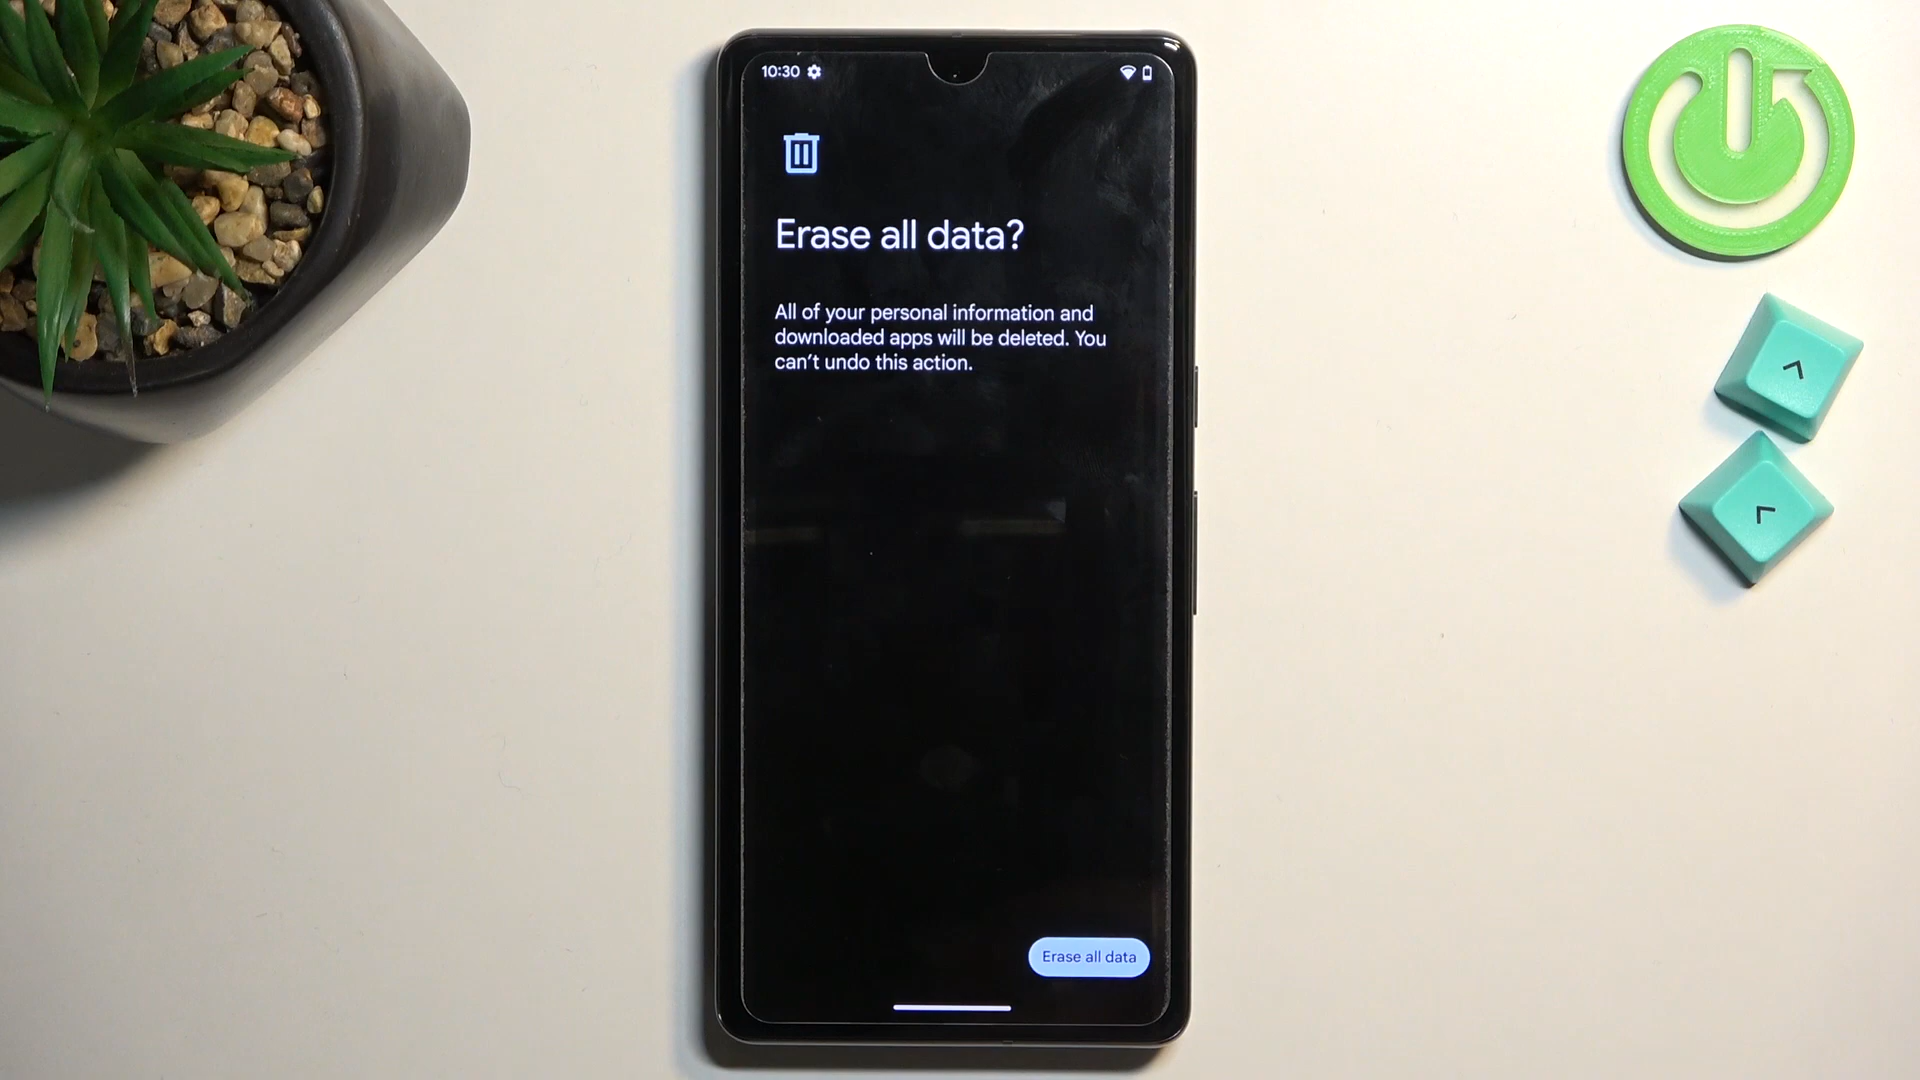 10:30
Erase all data?
All of your personal information and
downloaded apps will be deleted. You
can't undo this action.
Erase all data